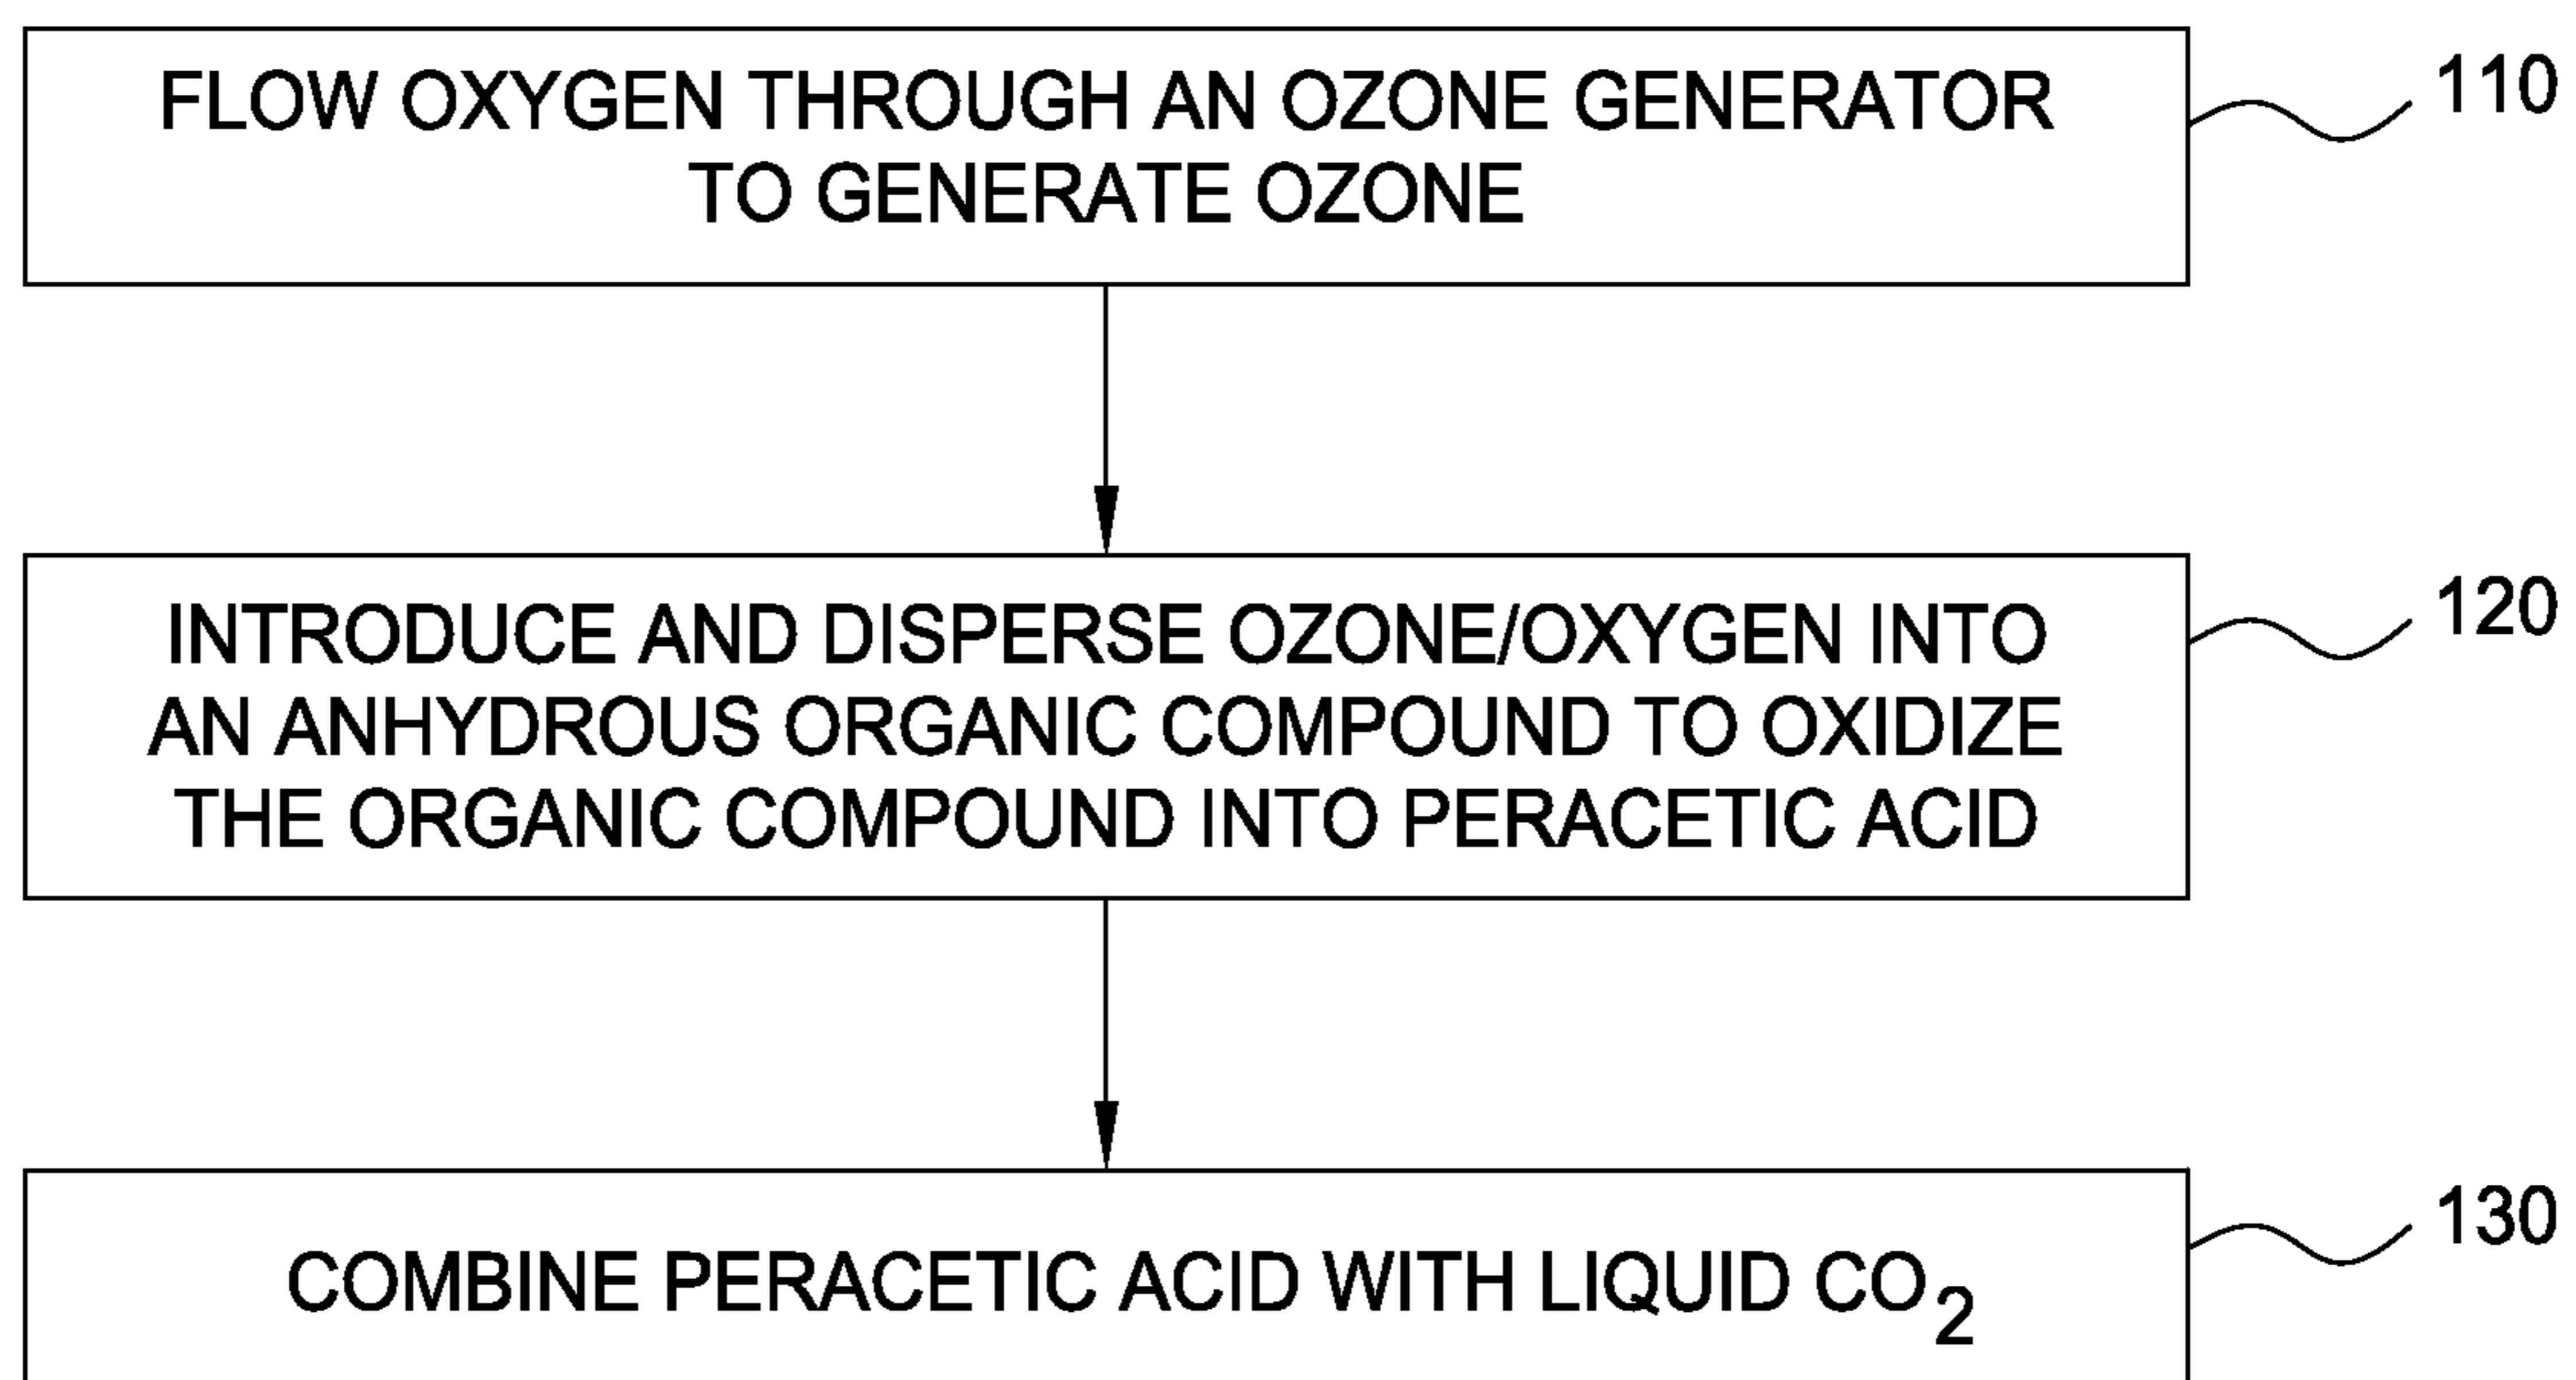 FLOW OXYGEN THROUGH AN OZONE GENERATOR
TO GENERATE OZONE
110
INTRODUCE AND DISPERSE OZONE/OXYGEN INTO
AN ANHYDROUS ORGANIC COMPOUND TO OXIDIZE
THE ORGANIC COMPOUND INTO PERACETIC ACID
120
COMBINE PERACETIC ACID WITH LIQUID CO₂
130